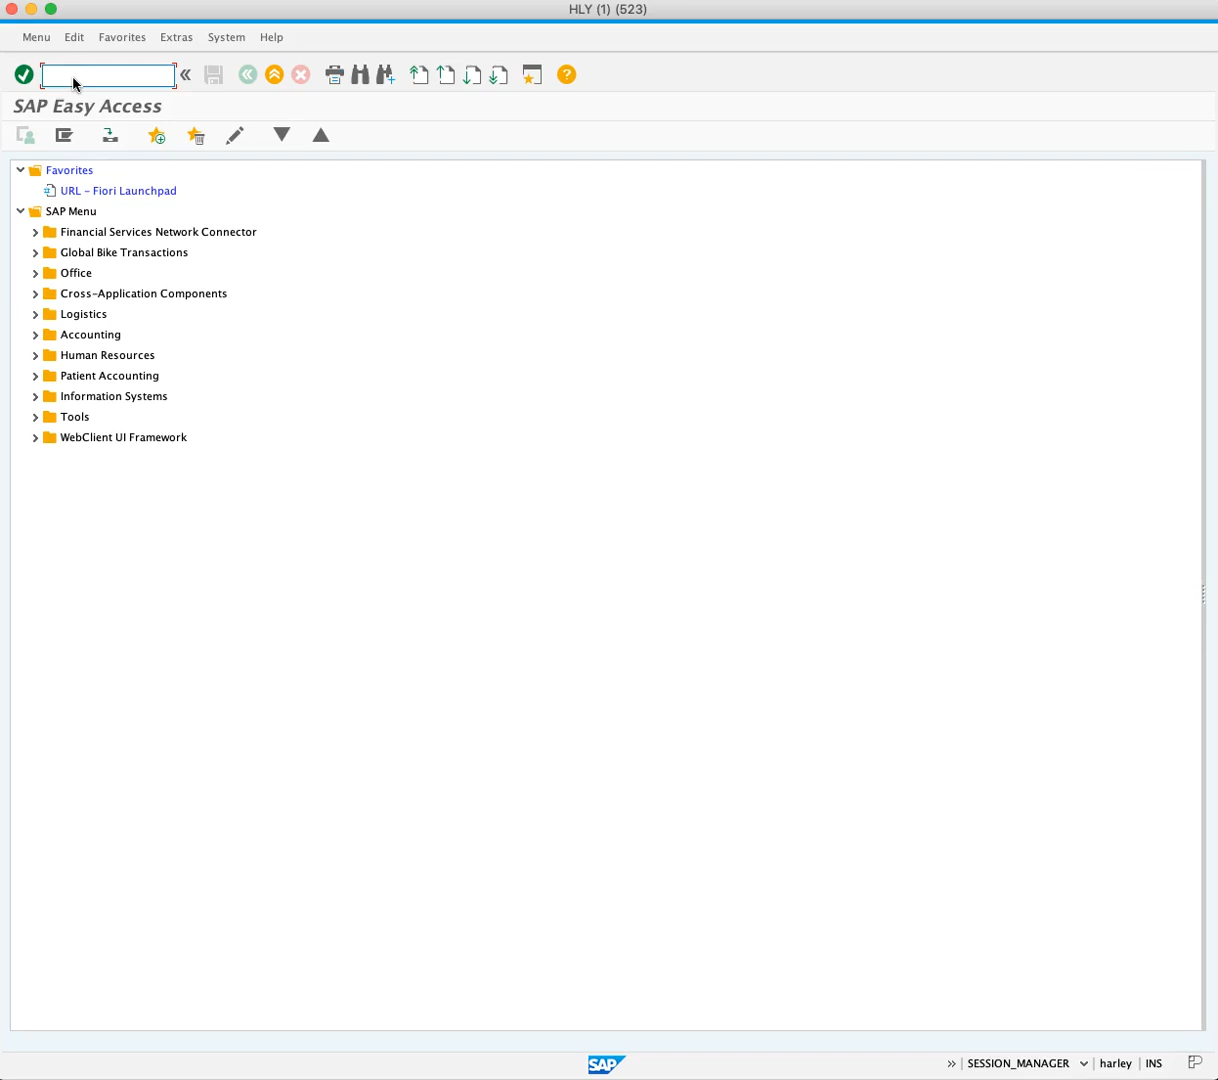 HLY (1) (523)
Menu Edit Favorites Extras System Help
SAP Easy Access
Favorites
URL - Fiori Launchpad
SAP Menu
Financial Services Network Connector
Global Bike Transactions
Office
Cross-Application Components
Logistics
Accounting
Human Resources
Patient Accounting
Information Systems
Tools
WebClient UI Framework
SAP
SESSION_MANAGER harley INS